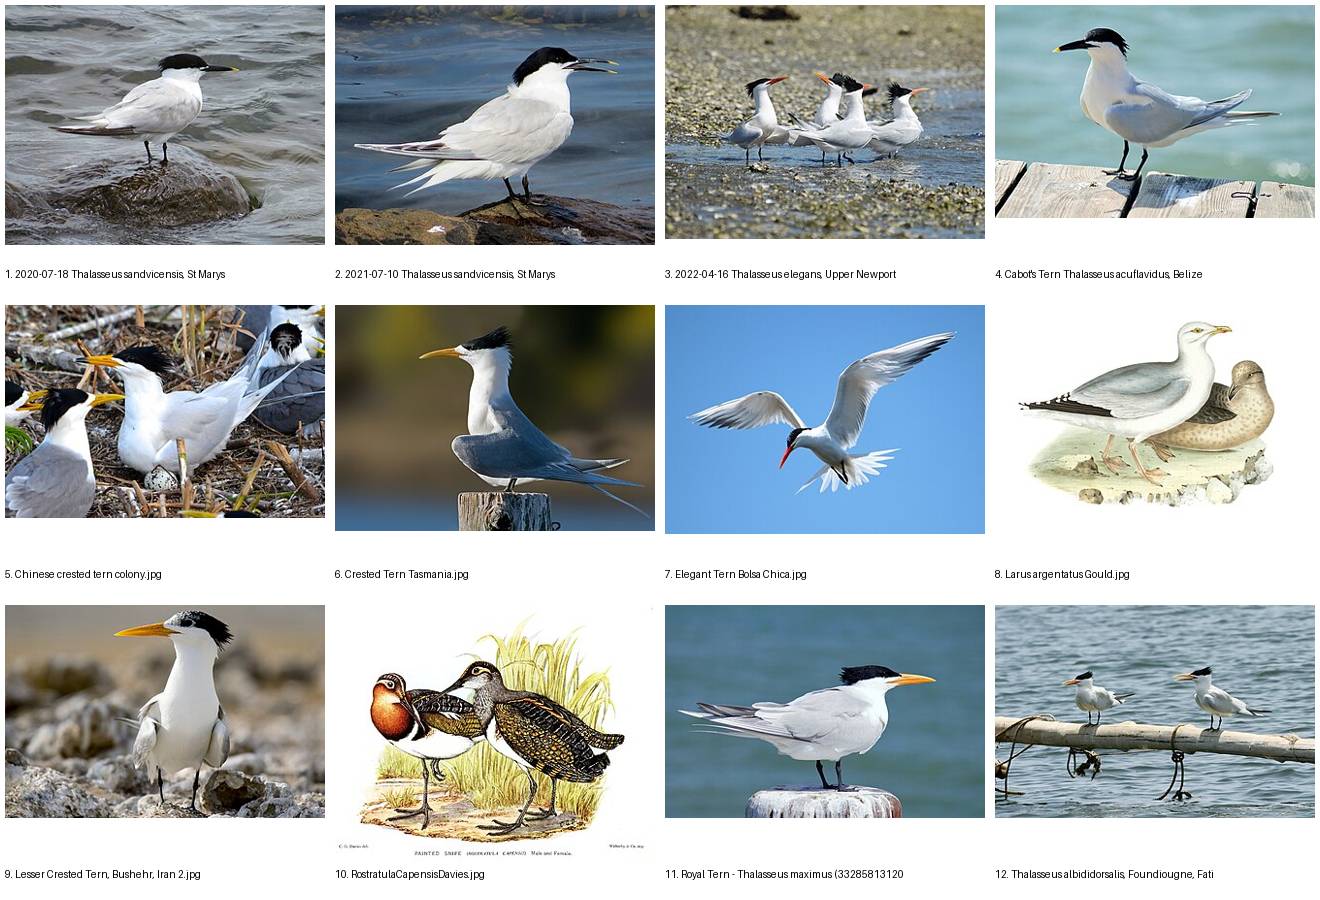 1. 2020-07-18 Thalasseus sandvicensis, St Marys
2. 2021-07-10 Thalasseus sandvicensis, St Marys
3. 2022-04-16 Thalasseus elegans, Upper Newport
4. Cabot's Tern Thalasseus acuflavidus, Belize
5. Chinese crested tern colony.jpg
6. Crested Tern Tasmania.jpg
7. Elegant Tern Bolsa Chica.jpg
8. Larus argentatus Gould.jpg
PAINTED SNIPE (ROSTRATULA CAPENSIS) Male and Female.
9. Lesser Crested Tern, Bushehr, Iran 2.jpg
10. RostratulaCapensisDavies.jpg
11. Royal Tern - Thalasseus maximus (33285813120
12. Thalasseus albididorsalis, Foundiougne, Fati